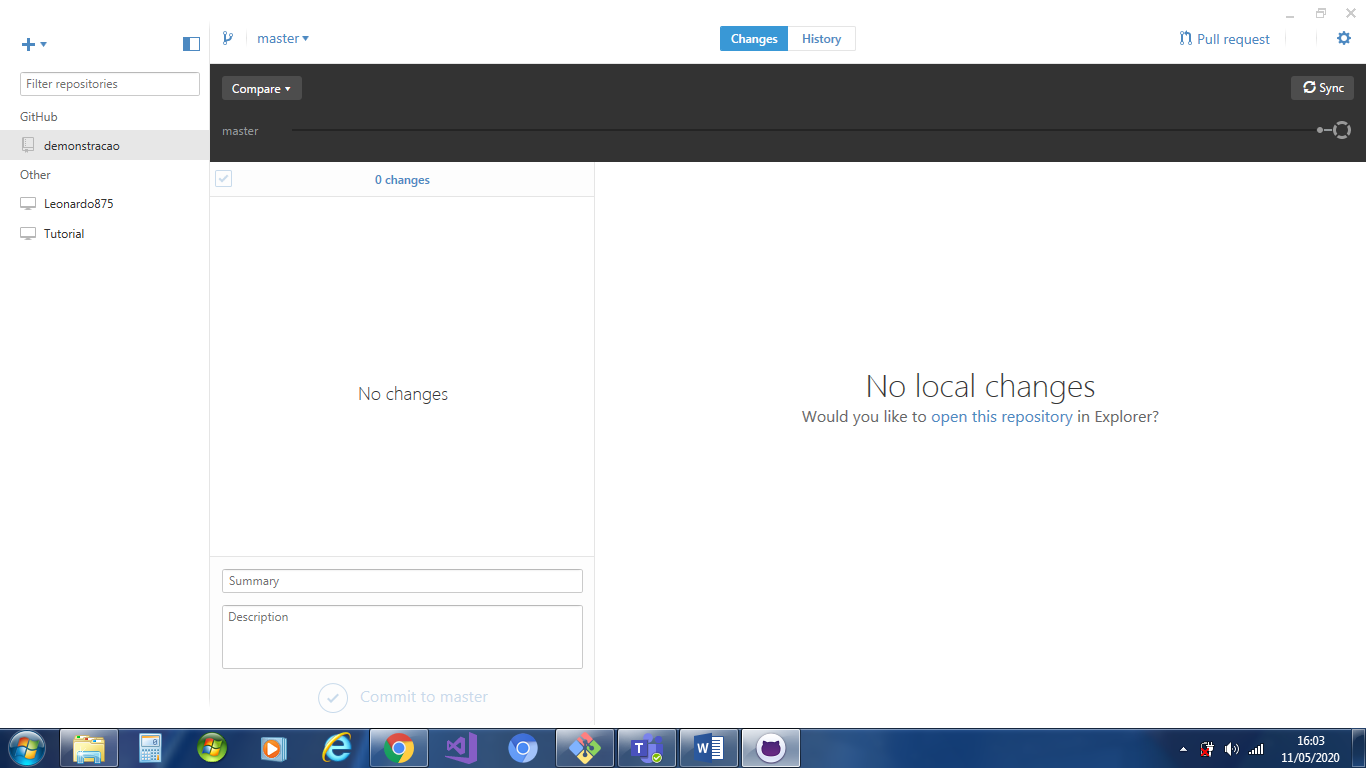 master
Changes
History
Pull request
Filter repositories
GitHub
demonstracao
Other
Leonardo875
Tutorial
Compare
Sync
master
0 changes
No changes
No local changes
Would you like to open this repository in Explorer?
Summary
Description
Commit to master
16:03
11/05/2020